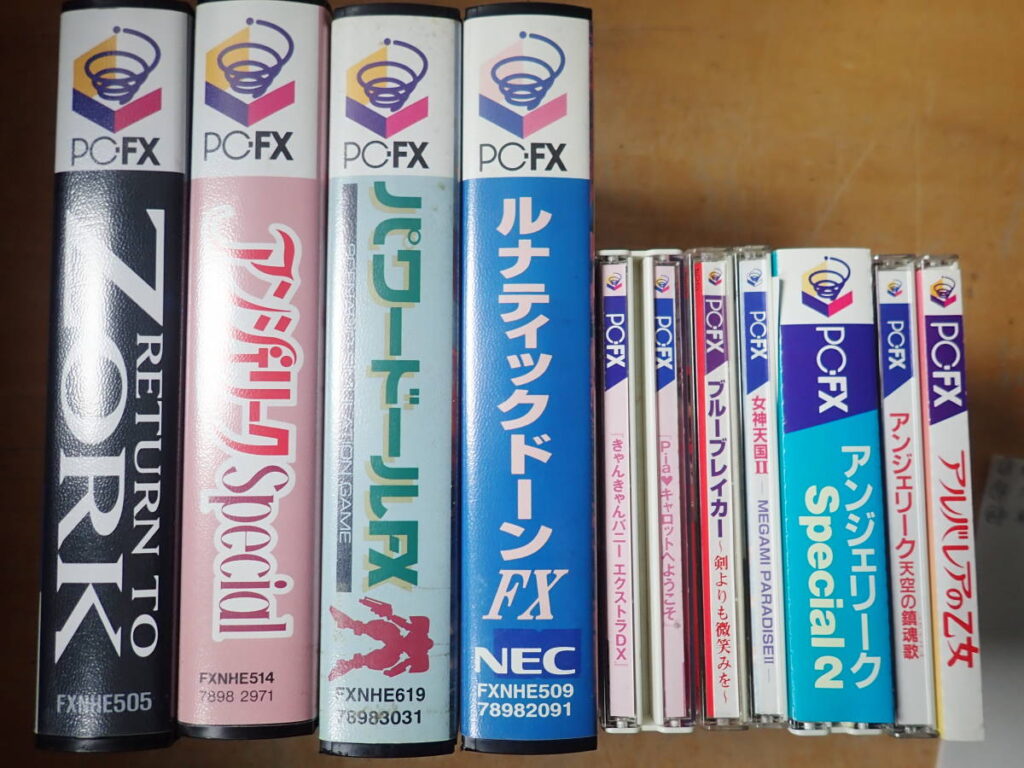 PC-FX
RETURN TO
ZORK
FXNHE505
PC-FX
アンジェリーク
Special
FXNHE514
7898 2971
PC-FX
パワードールFX
FXNHE619
78983031
PC-FX
ルナティックドーン
FX
NEC
FXNHE509
78982091
PC-FX
[きゃんきゃんバニー エクストラDX]
PC-FX
[Pia♥キャロットへようこそ
PC-FX
ブルーブレイカー
～剣よりも微笑みを～
PC-FX
女神天国II
MEGAMI PARADISEII
PC-FX
アンジェリーク
Special 2
PC-FX
アンジェリーク
天空の鎮魂歌
PC-FX
アルバレアの乙女